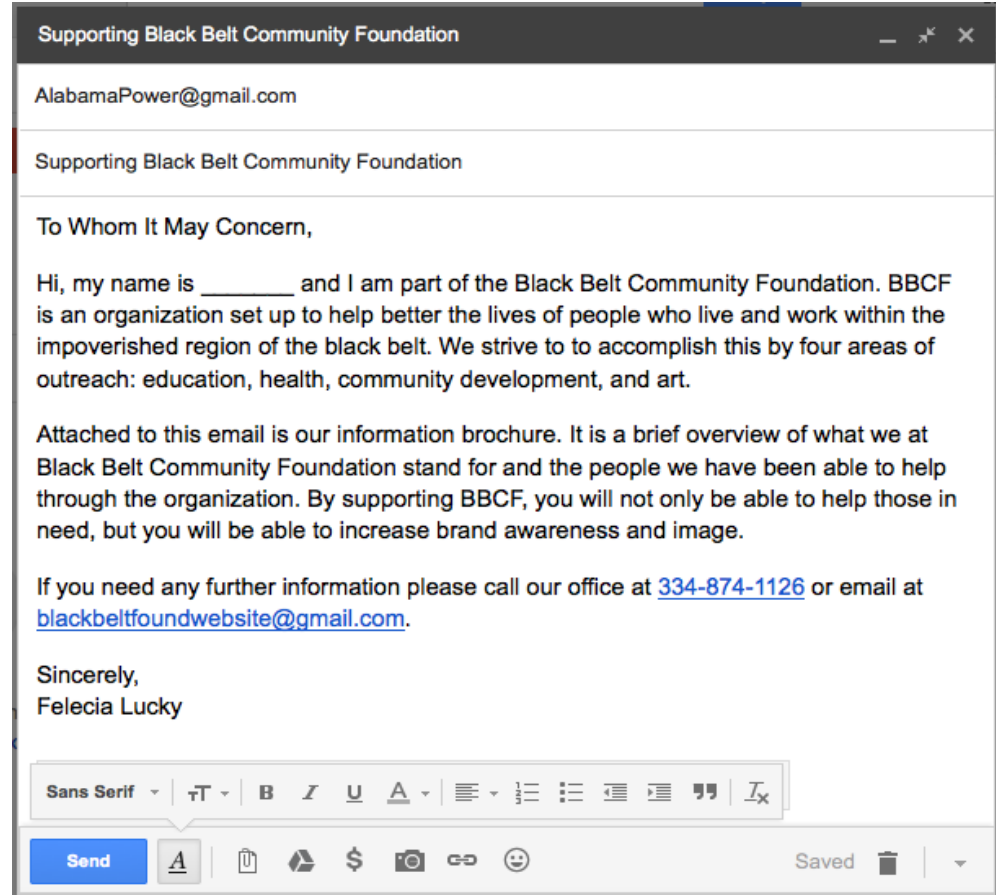 Supporting Black Belt Community Foundation
AlabamaPower@gmail.com
Supporting Black Belt Community Foundation
To Whom It May Concern,
Hi, my name is _______ and I am part of the Black Belt Community Foundation. BBCF
is an organization set up to help better the lives of people who live and work within the
impoverished region of the black belt. We strive to to accomplish this by four areas of
outreach: education, health, community development, and art.
Attached to this email is our information brochure. It is a brief overview of what we at
Black Belt Community Foundation stand for and the people we have been able to help
through the organization. By supporting BBCF, you will not only be able to help those in
need, but you will be able to increase brand awareness and image.
If you need any further information please call our office at 334-874-1126 or email at
blackbeltfoundwebsite@gmail.com.
Sincerely,
Felecia Lucky
Sans Serif TT B I U A
Send A $ Saved